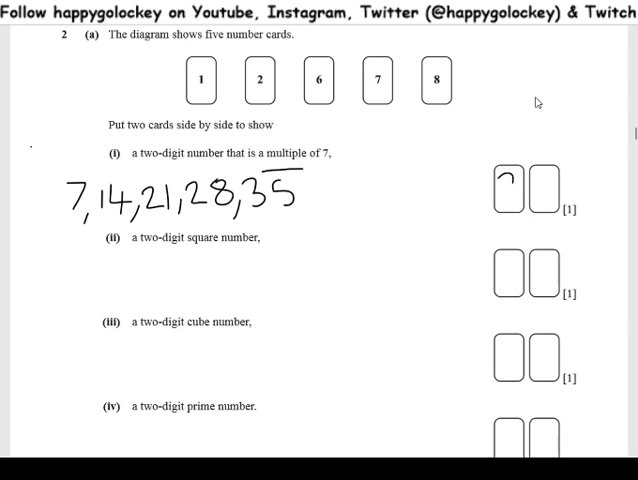 Follow happygolockey on Youtube, Instagram, Twitter (@happygolockey) & Twitch
2 (a) The diagram shows five number cards.
1 2 6 7 8
Put two cards side by side to show
(i) a two-digit number that is a multiple of 7,
7,14,21,28,35
[1]
(ii) a two-digit square number,
[1]
(iii) a two-digit cube number,
[1]
(iv) a two-digit prime number.